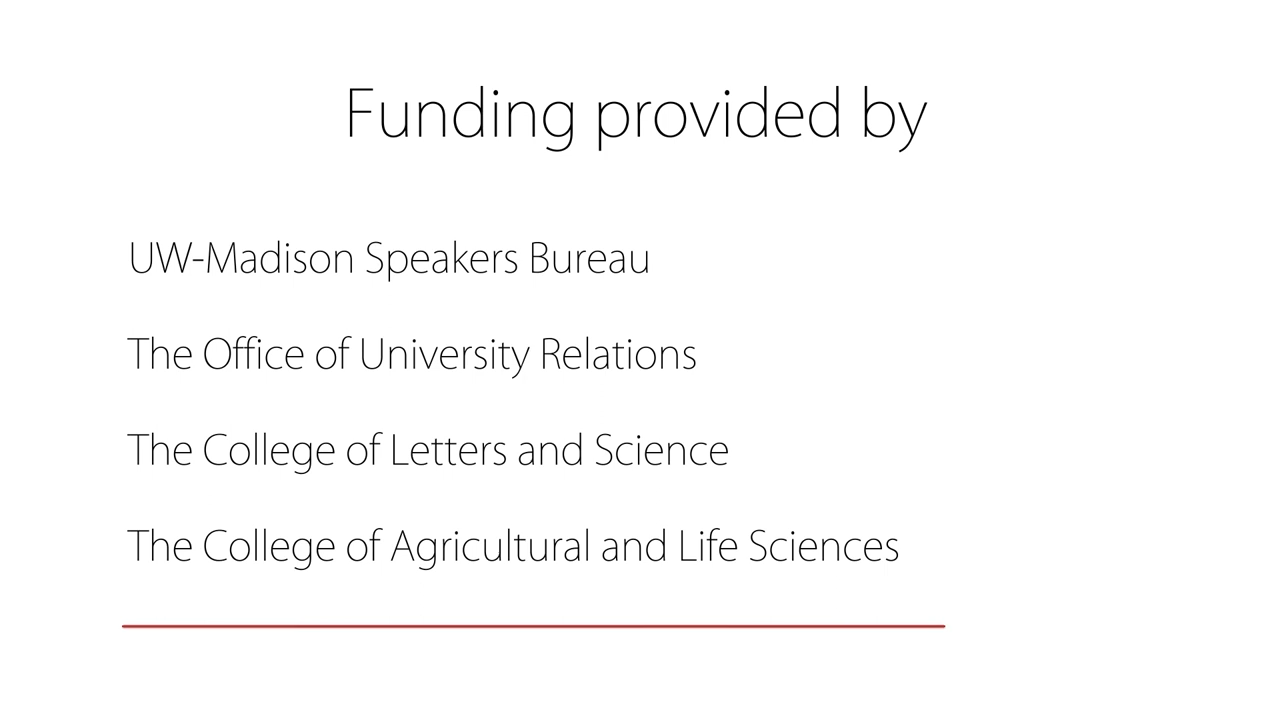 Funding provided by
UW-Madison Speakers Bureau
The Office of University Relations
The College of Letters and Science
The College of Agricultural and Life Sciences